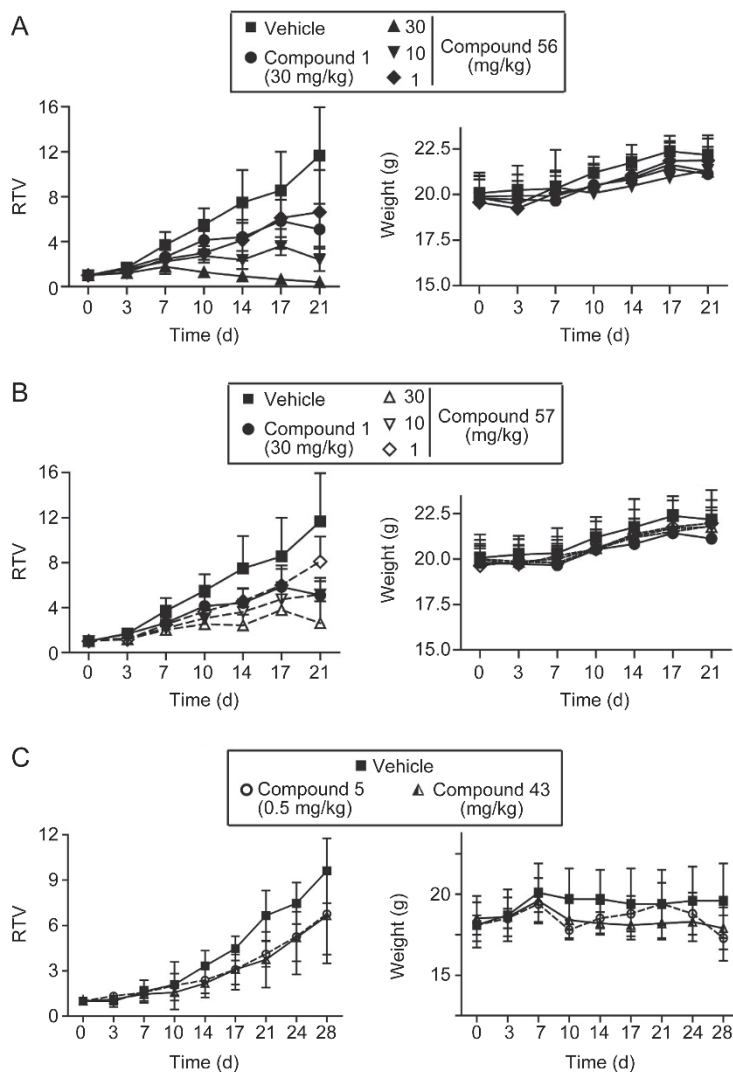 A
Vehicle
Compound 1
(30 mg/kg)
30
10
1
Compound 56
(mg/kg)
16
12
8
4
0
RTV
0 3 7 10 14 17 21
Time (d)
22.5
20.0
17.5
15.0
Weight (g)
0 3 7 10 14 17 21
Time (d)
B
Vehicle
Compound 1
(30 mg/kg)
30
10
1
Compound 57
(mg/kg)
16
12
8
4
0
RTV
0 3 7 10 14 17 21
Time (d)
22.5
20.0
17.5
15.0
Weight (g)
0 3 7 10 14 17 21
Time (d)
C
Vehicle
Compound 5
(0.5 mg/kg)
Compound 43
(mg/kg)
12
9
6
3
0
RTV
0 3 7 10 14 17 21 24 28
Time (d)
20
15
Weight (g)
0 3 7 10 14 17 21 24 28
Time (d)